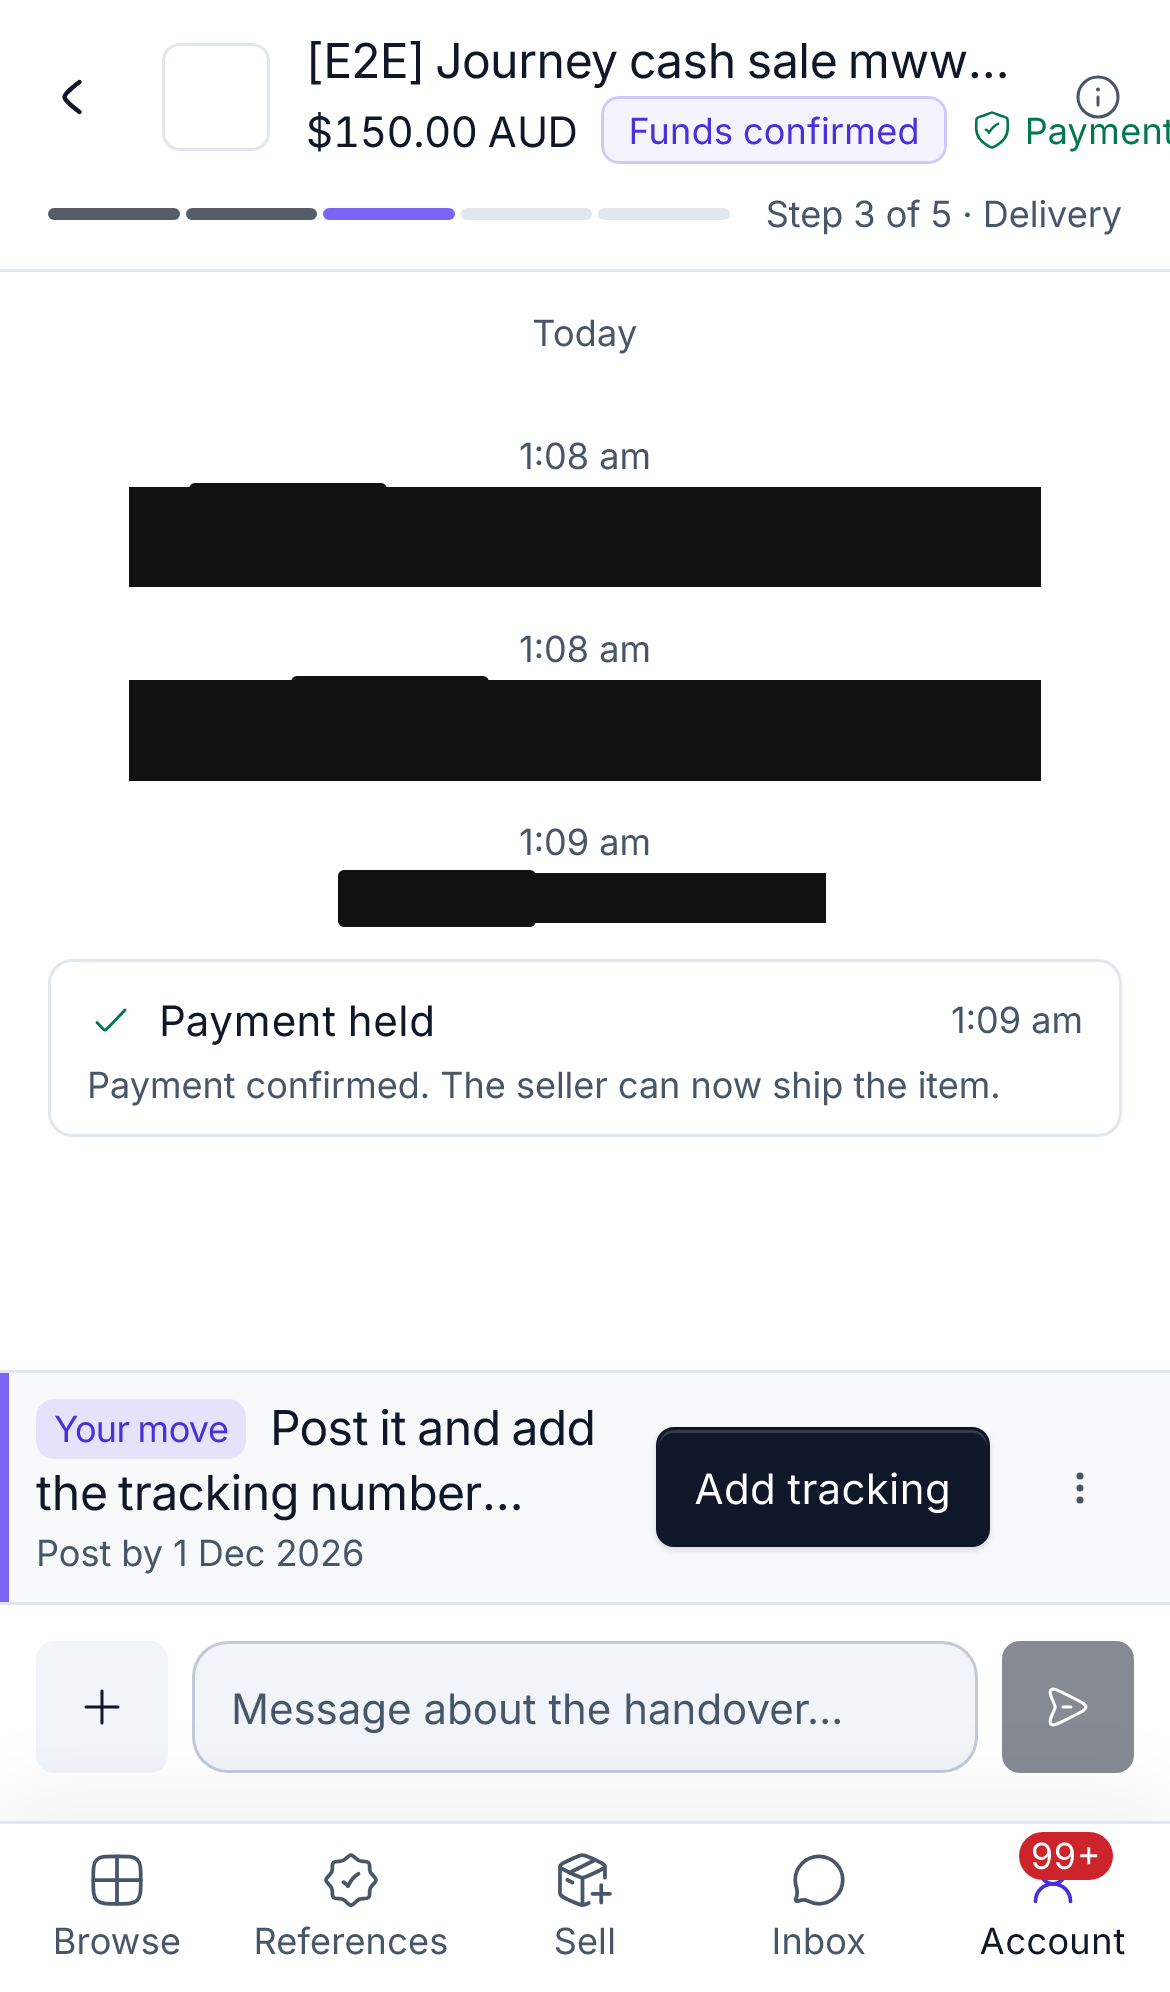 [E2E] Journey cash sale mww...
$150.00 AUD Funds confirmed Payment
Step 3 of 5 · Delivery
Today
1:08 am
1:08 am
1:09 am
Payment held 1:09 am
Payment confirmed. The seller can now ship the item.
Your move Post it and add
the tracking number...
Post by 1 Dec 2026
Add tracking
Message about the handover...
99+
Browse References Sell Inbox Account